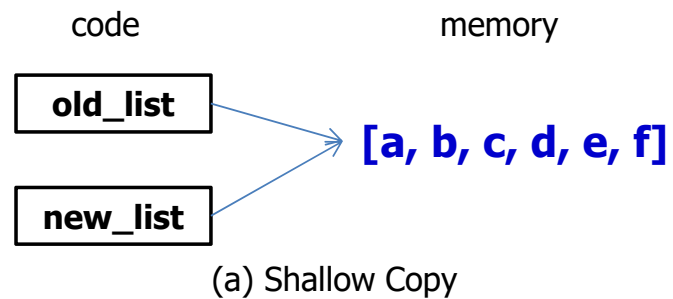 code memory
old_list
[a, b, c, d, e, f]
new_list
(a) Shallow Copy